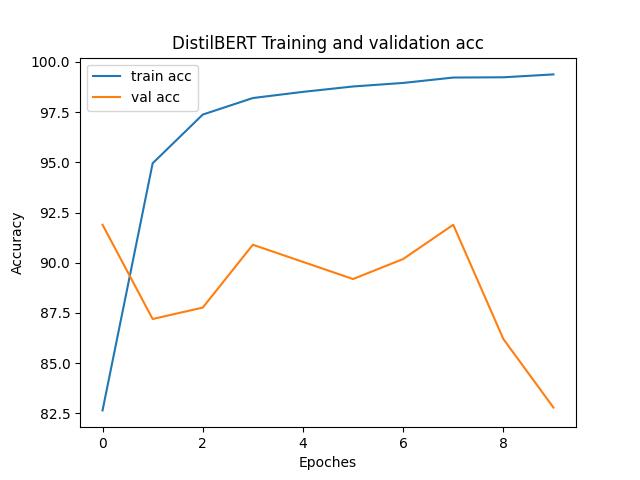 DistilBERT Training and validation acc
train acc
val acc
100.0
97.5
95.0
92.5
90.0
87.5
85.0
82.5
Accuracy
0 2 4 6 8
Epoches